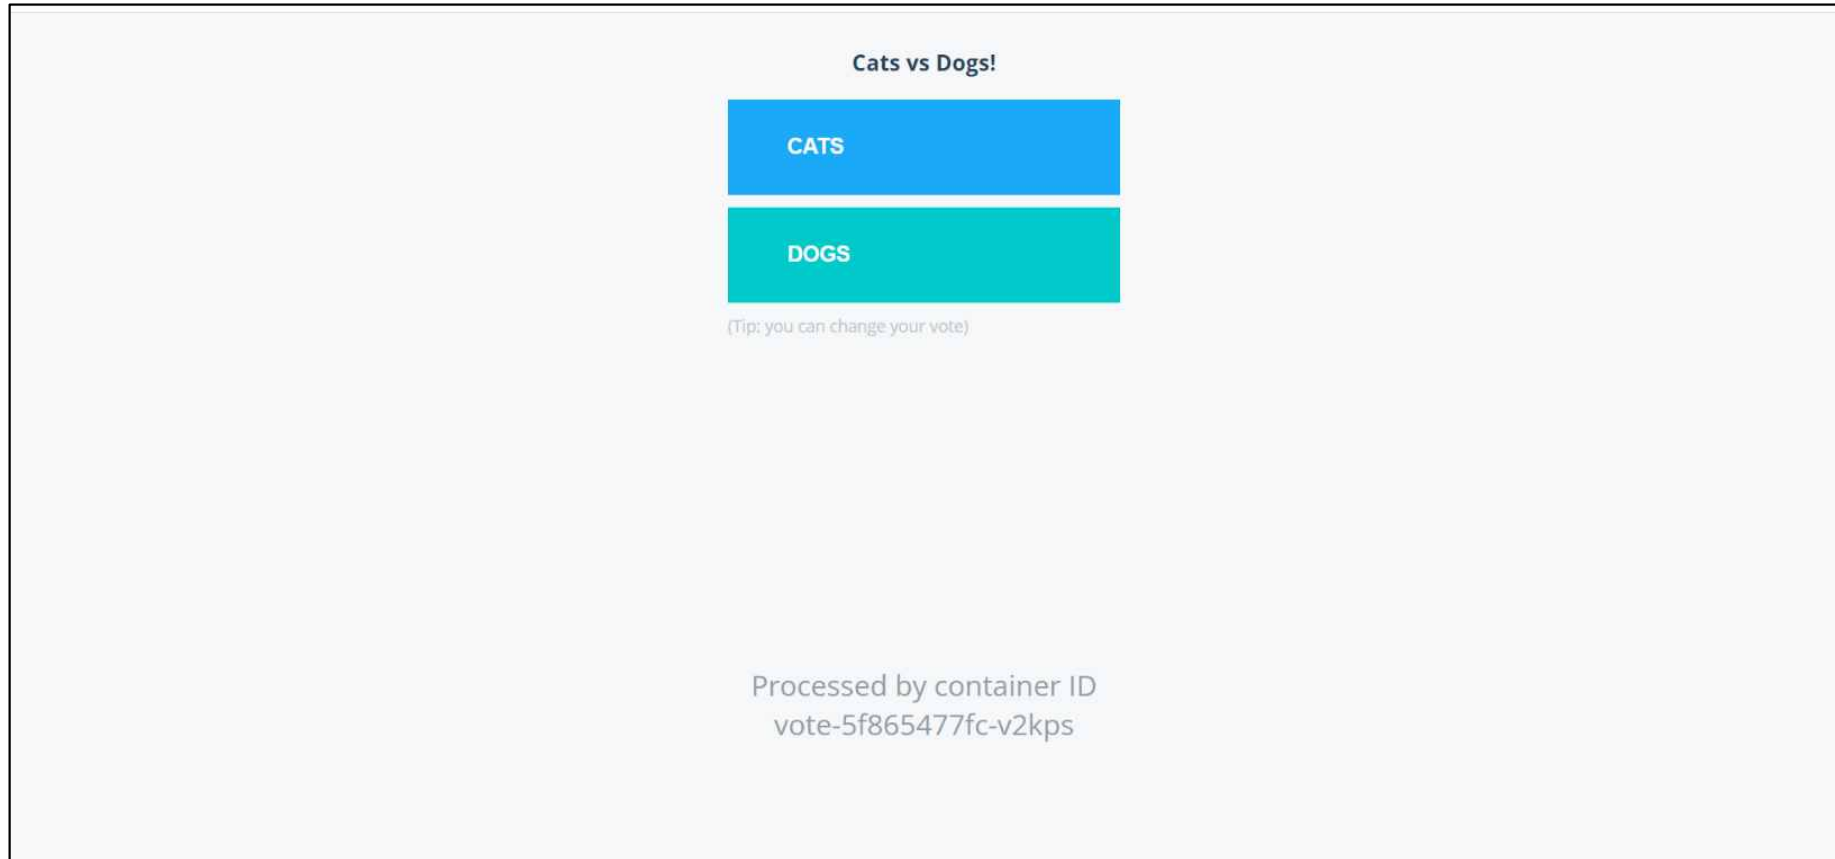 Cats vs Dogs!
CATS
DOGS
(Tip: you can change your vote)
Processed by container ID
vote-5f865477fc-v2kps